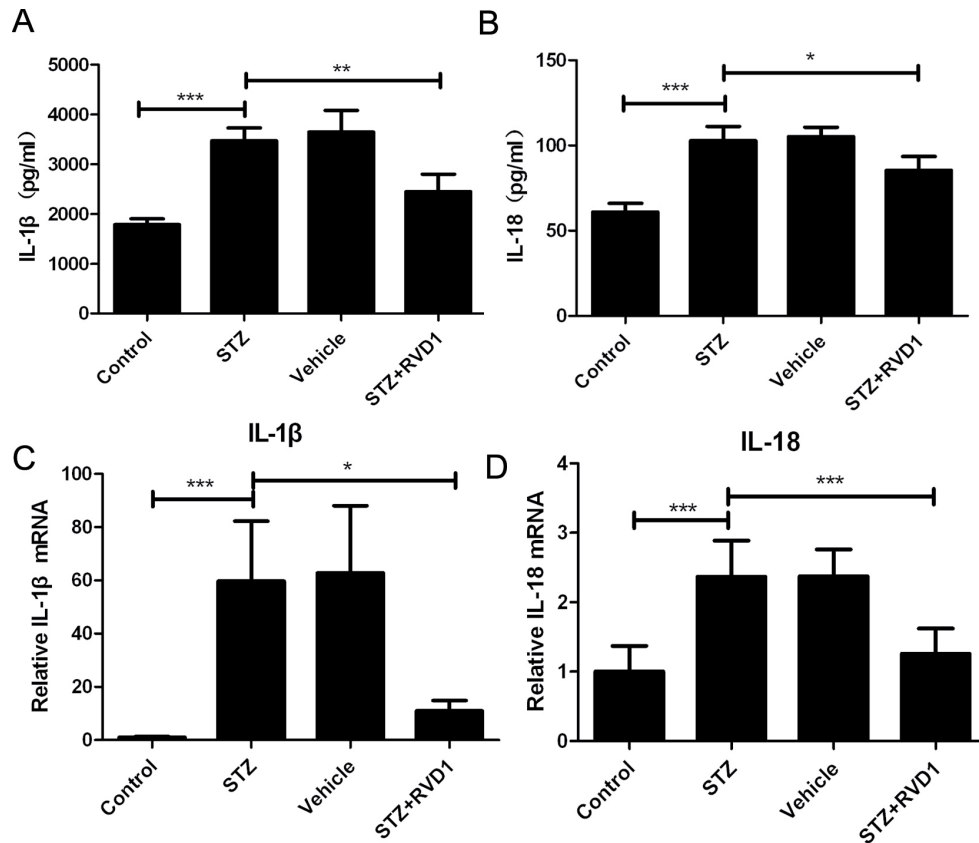 A
IL-1β (pg/ml)
5000
4000
3000
2000
1000
0
***
**
Control
STZ
Vehicle
STZ+RVD1
B
IL-18 (pg/ml)
150
100
50
0
***
*
Control
STZ
Vehicle
STZ+RVD1
C
IL-1β
Relative IL-1β mRNA
100
80
60
40
20
0
***
*
Control
STZ
Vehicle
STZ+RVD1
D
IL-18
Relative IL-18 mRNA
4
3
2
1
0
***
***
Control
STZ
Vehicle
STZ+RVD1